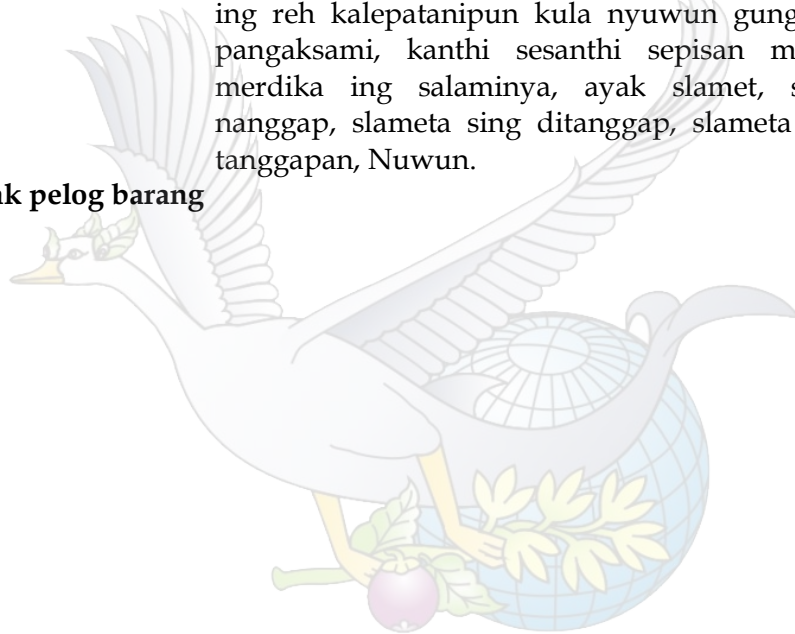 ing reh kalepatanipun kula nyuwun gung
pangaksami, kanthi sesanthi sepisan
merdika ing salaminya, ayak slamet,
nanggap, slameta sing ditanggap, slameta
tanggapan, Nuwun.
pelog barang